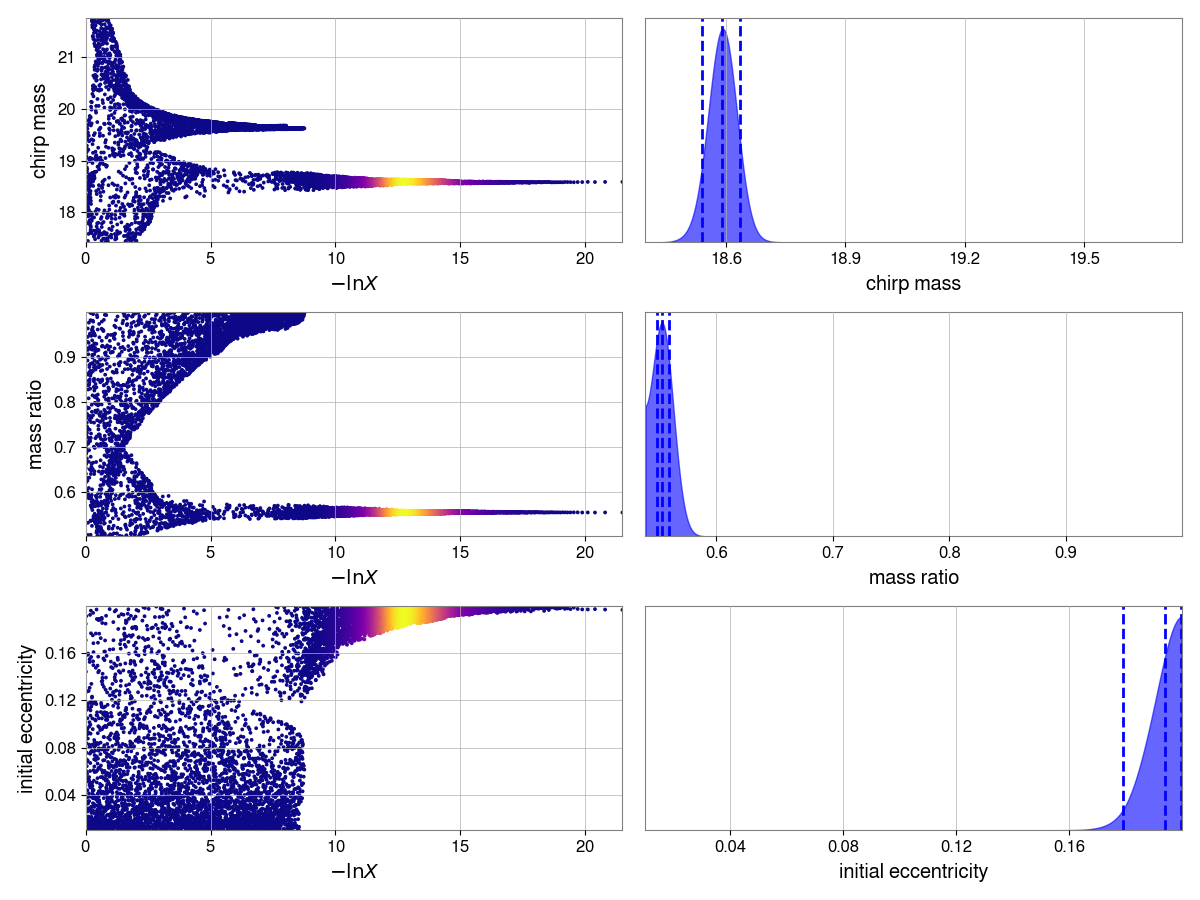 21
20
19
18
chirp mass
0 5 10 15 20
−lnX
18.6 18.9 19.2 19.5
chirp mass
0.9
0.8
0.7
0.6
mass ratio
0 5 10 15 20
−lnX
0.6 0.7 0.8 0.9
mass ratio
0.16
0.12
0.08
0.04
initial eccentricity
0 5 10 15 20
−lnX
0.04 0.08 0.12 0.16
initial eccentricity